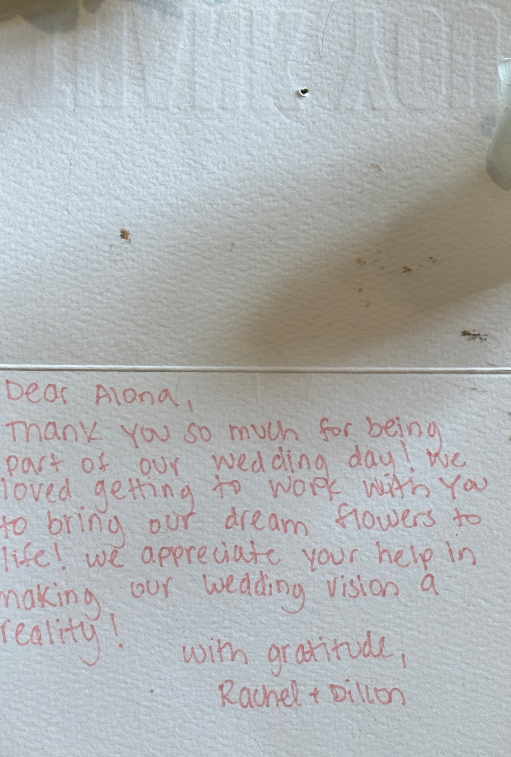 THANK YOU
Dear Alona,
Thank you so much for being
part of our wedding day! We
loved getting to work with you
to bring our dream flowers to
life! we appreciate your help in
making our wedding vision a
reality!
with gratitude,
Rachel + Dillon